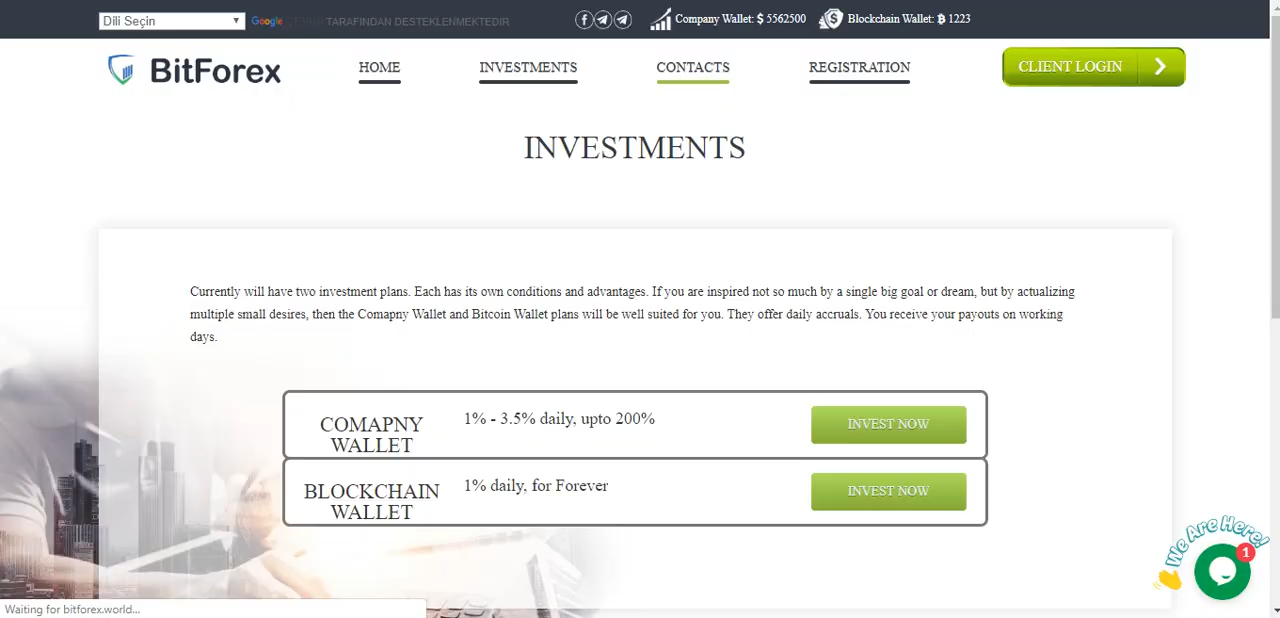 Dili Seçin
Google TARAFINDAN DESTEKLENMEKTEDIR
Company Wallet: $ 5562500
Blockchain Wallet: ฿ 1223
BitForex
HOME
INVESTMENTS
CONTACTS
REGISTRATION
CLIENT LOGIN
INVESTMENTS
Currently will have two investment plans. Each has its own conditions and advantages. If you are inspired not so much by a single big goal or dream, but by actualizing
multiple small desires, then the Comapny Wallet and Bitcoin Wallet plans will be well suited for you. They offer daily accruals. You receive your payouts on working
days.
COMAPNY
WALLET
1% - 3.5% daily, upto 200%
INVEST NOW
BLOCKCHAIN
WALLET
1% daily, for Forever
INVEST NOW
We Are Here!
1
Waiting for bitforex.world...